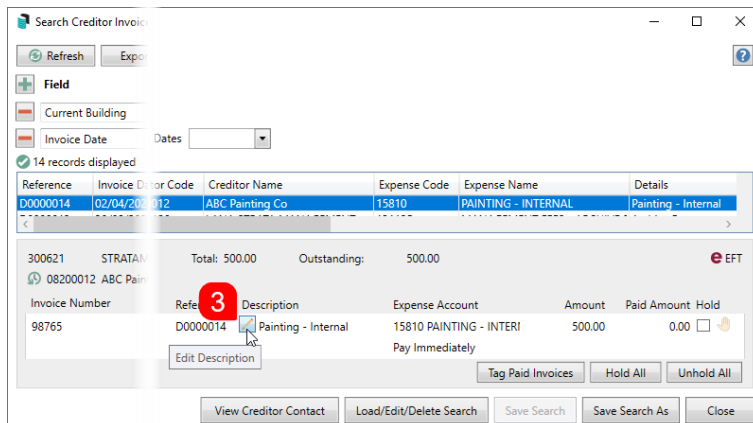 Search Creditor Invoic
Refresh Expo
Field
Current Building
Invoice Date Dates
14 records displayed
Reference Invoice D tor Code Creditor Name Expense Code Expense Name Details
D0000014 02/04/202 012 ABC Painting Co 15810 PAINTING - INTERNAL Painting - Internal
300621 STRATAM Total: 500.00 Outstanding: 500.00 e EFT
08200012 ABC Pain
Invoice Number Refe 3 Description Expense Account Amount Paid Amount Hold
98765 D0000014 Painting - Internal 15810 PAINTING - INTERI 500.00 0.00
Edit Description Pay Immediately
Tag Paid Invoices Hold All Unhold All
View Creditor Contact Load/Edit/Delete Search Save Search Save Search As Close